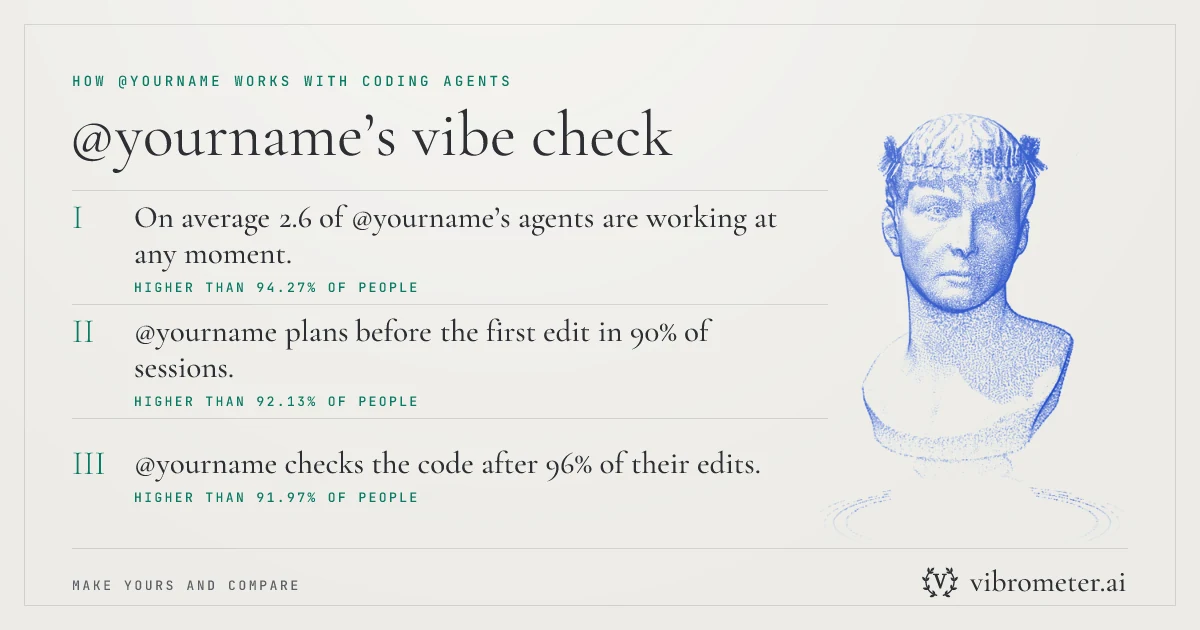 HOW @YOURNAME WORKS WITH CODING AGENTS
@yourname’s vibe check
I
On average 2.6 of @yourname’s agents are working at
any moment.
HIGHER THAN 94.27% OF PEOPLE
II
@yourname plans before the first edit in 90% of
sessions.
HIGHER THAN 92.13% OF PEOPLE
III
@yourname checks the code after 96% of their edits.
HIGHER THAN 91.97% OF PEOPLE
MAKE YOURS AND COMPARE
V vibrometer.ai